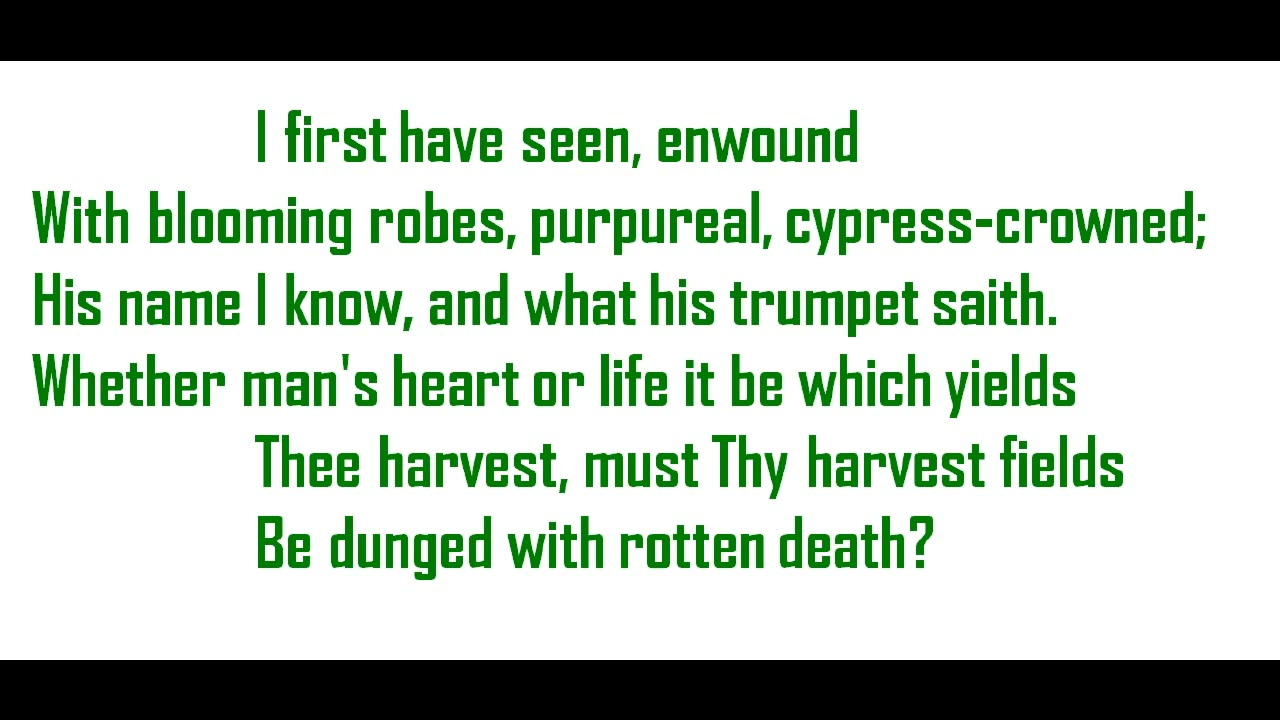 I first have seen, enwound
With blooming robes, purpureal, cypress-crowned;
His name I know, and what his trumpet saith.
Whether man's heart or life it be which yields
Thee harvest, must Thy harvest fields
Be dunged with rotten death?